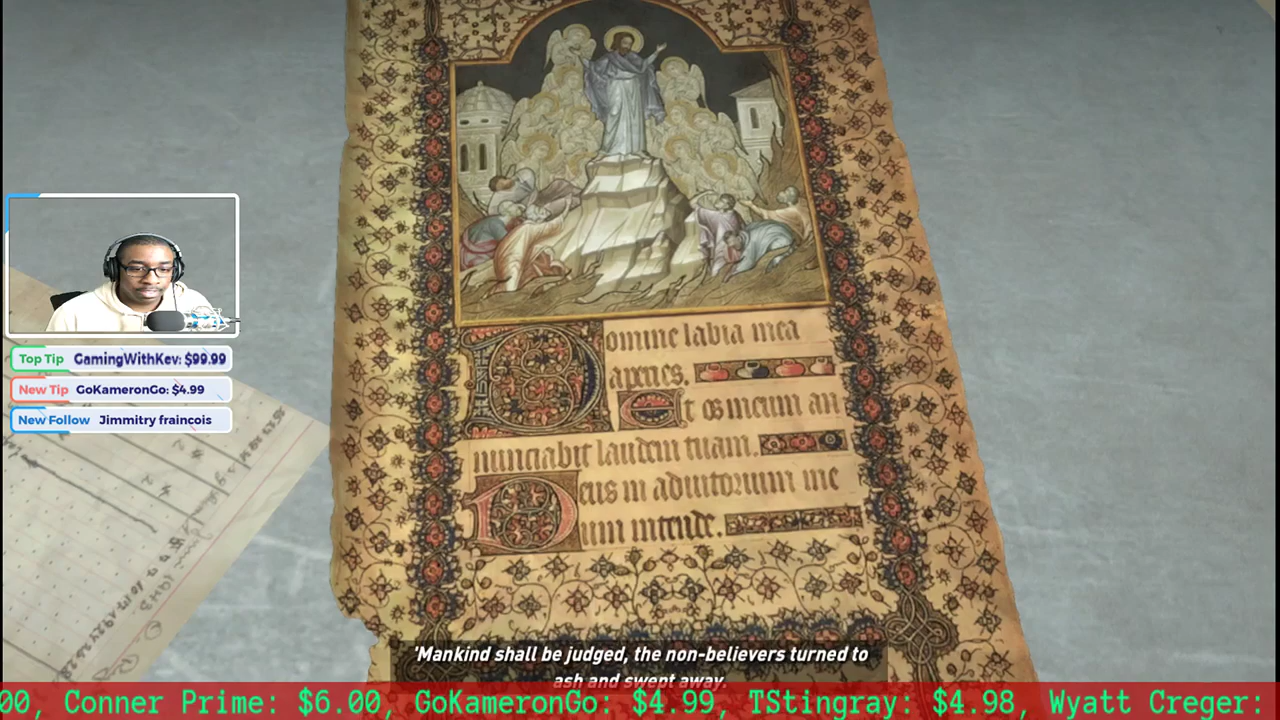 omine labia mea
aperies.
Et os meum an
nunciabit laudem tuam.
Deus in adiutorium me
um intende.
Top Tip GamingWithKev: $99.99
New Tip GoKameronGo: $4.99
New Follow Jimmitry fraincois
'Mankind shall be judged, the non-believers turned to
ash and swept away.
00, Conner Prime: $6.00, GoKameronGo: $4.99, TStingray: $4.98, Wyatt Creger: